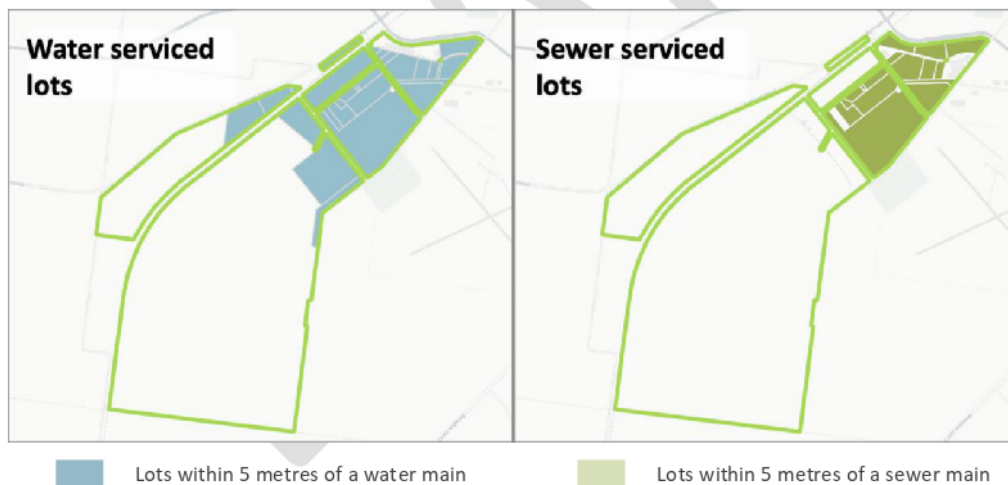 Water serviced
lots
Sewer serviced
lots
Lots within 5 metres of a water main
Lots within 5 metres of a sewer main